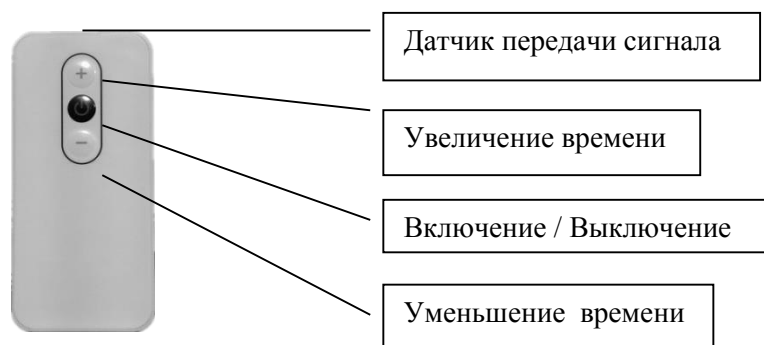 Датчик передачи сигнала
+
Увеличение времени
Включение / Выключение
−
Уменьшение времени